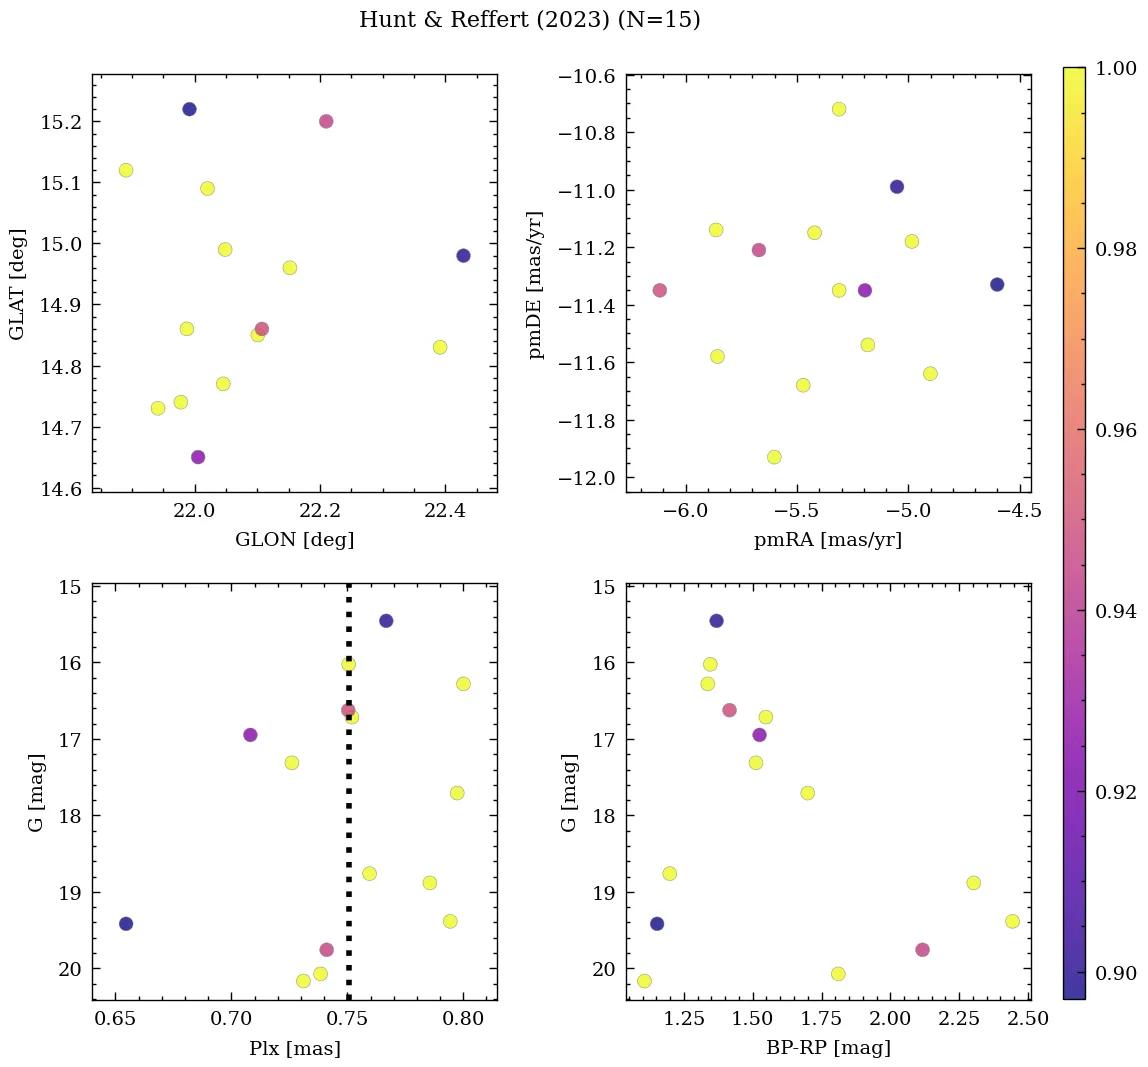 Hunt & Reffert (2023) (N=15)
15.2
15.1
15.0
14.9
14.8
14.7
14.6
GLAT [deg]
22.0 22.2 22.4
GLON [deg]
−10.6
−10.8
−11.0
−11.2
−11.4
−11.6
−11.8
−12.0
pmDE [mas/yr]
−6.0 −5.5 −5.0 −4.5
pmRA [mas/yr]
15
16
17
18
19
20
G [mag]
0.65 0.70 0.75 0.80
Plx [mas]
15
16
17
18
19
20
G [mag]
1.25 1.50 1.75 2.00 2.25 2.50
BP-RP [mag]
1.00
0.98
0.96
0.94
0.92
0.90